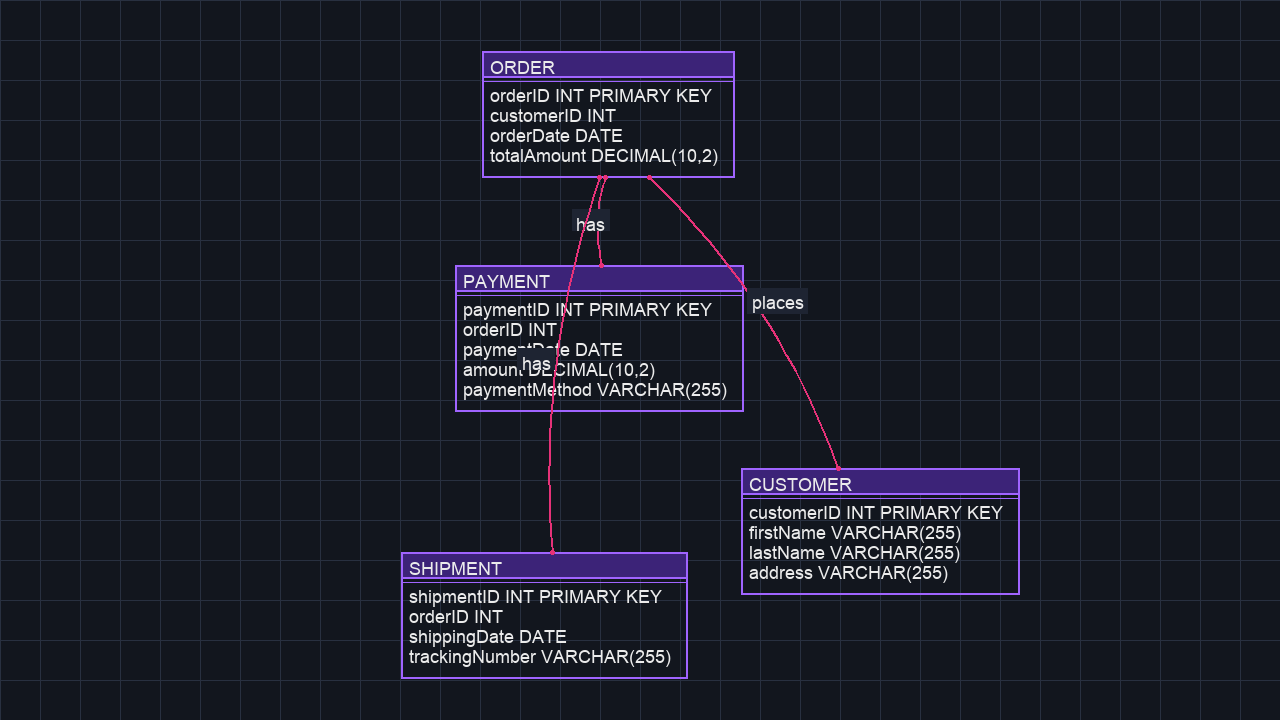 ORDER
orderID INT PRIMARY KEY
customerID INT
orderDate DATE
totalAmount DECIMAL(10,2)
has
PAYMENT
paymentID INT PRIMARY KEY
orderID INT
paymentDate DATE
amount DECIMAL(10,2)
paymentMethod VARCHAR(255)
places
has
CUSTOMER
customerID INT PRIMARY KEY
firstName VARCHAR(255)
lastName VARCHAR(255)
address VARCHAR(255)
SHIPMENT
shipmentID INT PRIMARY KEY
orderID INT
shippingDate DATE
trackingNumber VARCHAR(255)